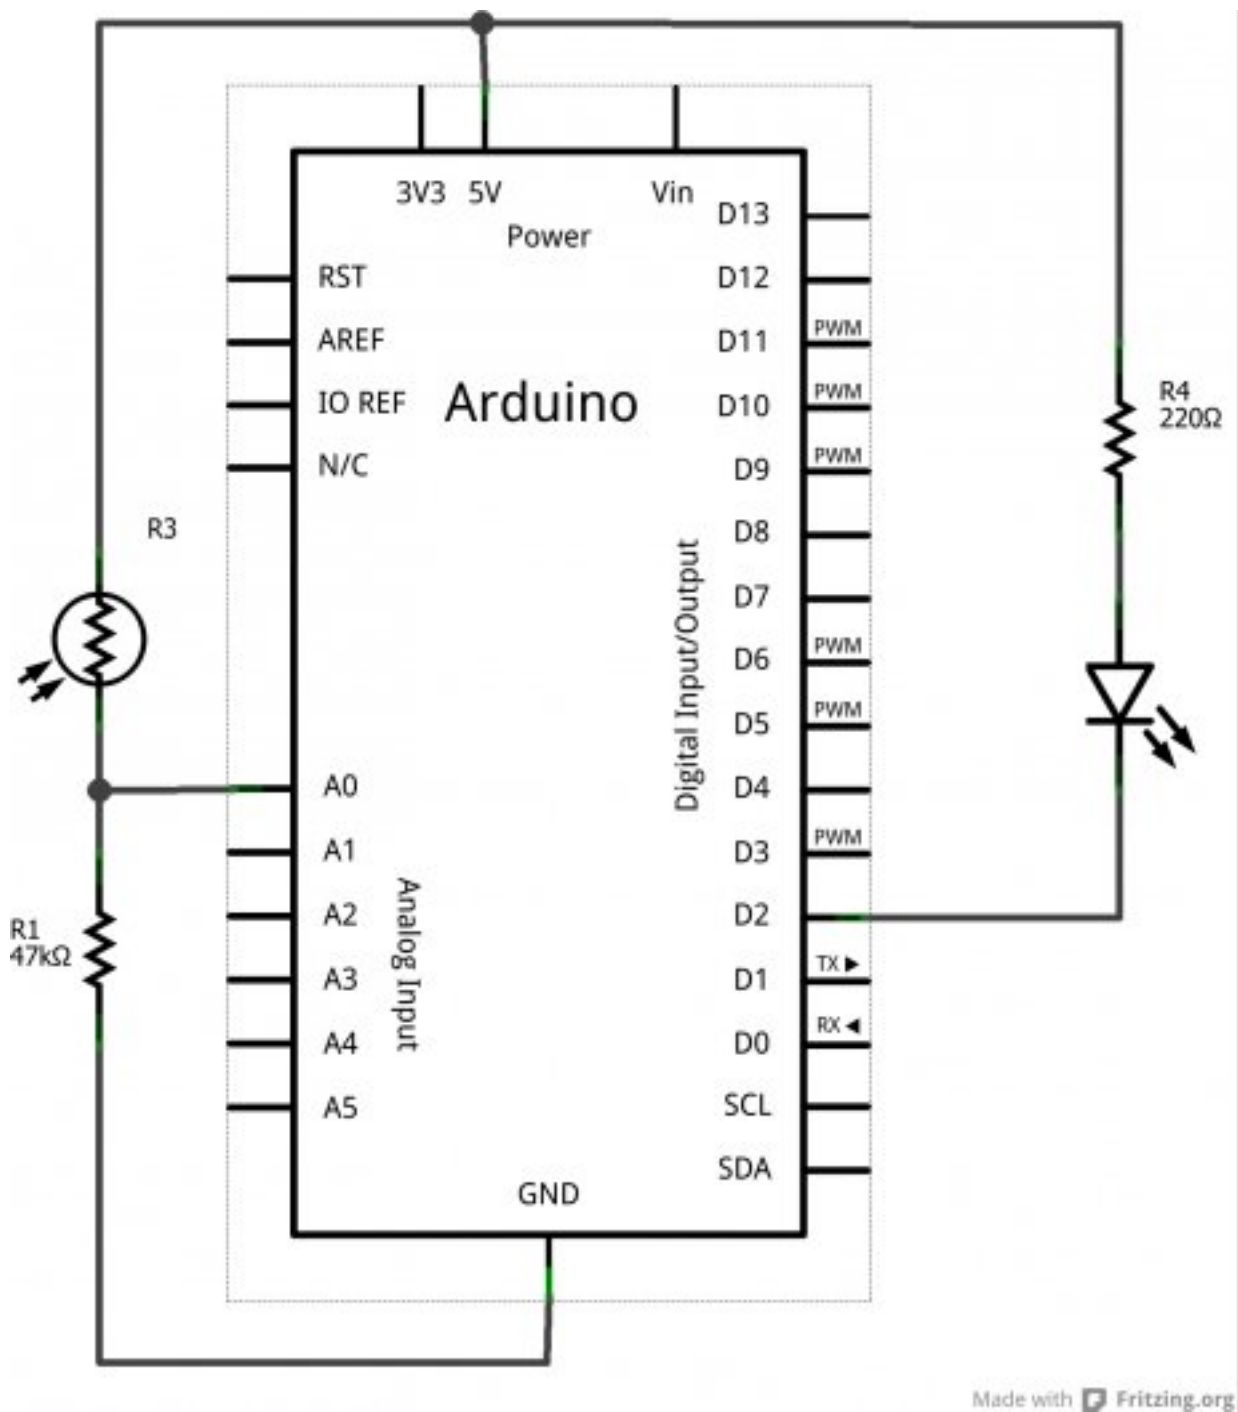 3V3 5V Vin
Power
RST
AREF
IO REF
N/C
Arduino
R3
A0
A1
A2
A3
A4
A5
Analog Input
R1
47kΩ
D13
D12
PWM
D11
PWM
D10
PWM
D9
D8
D7
PWM
D6
PWM
D5
D4
PWM
D3
D2
TX
D1
RX
D0
SCL
SDA
Digital Input/Output
R4
220Ω
GND
Made with Fritzing.org